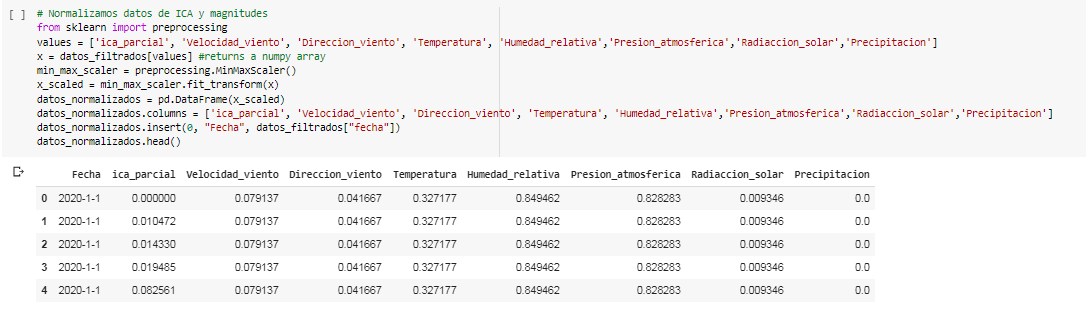 [ ] # Normalizamos datos de ICA y magnitudes
from sklearn import preprocessing
values = ['ica_parcial', 'Velocidad_viento', 'Direccion_viento', 'Temperatura', 'Humedad_relativa','Presion_atmosferica','Radiaccion_solar','Precipitacion']
x = datos_filtrados[values] #returns a numpy array
min_max_scaler = preprocessing.MinMaxScaler()
x_scaled = min_max_scaler.fit_transform(x)
datos_normalizados = pd.DataFrame(x_scaled)
datos_normalizados.columns = ['ica_parcial', 'Velocidad_viento', 'Direccion_viento', 'Temperatura', 'Humedad_relativa','Presion_atmosferica','Radiaccion_solar','Precipitacion']
datos_normalizados.insert(0, "Fecha", datos_filtrados["fecha"])
datos_normalizados.head()
Fecha ica_parcial Velocidad_viento Direccion_viento Temperatura Humedad_relativa Presion_atmosferica Radiaccion_solar Precipitacion
0 2020-1-1 0.000000 0.079137 0.041667 0.327177 0.849462 0.828283 0.009346 0.0
1 2020-1-1 0.010472 0.079137 0.041667 0.327177 0.849462 0.828283 0.009346 0.0
2 2020-1-1 0.014330 0.079137 0.041667 0.327177 0.849462 0.828283 0.009346 0.0
3 2020-1-1 0.019485 0.079137 0.041667 0.327177 0.849462 0.828283 0.009346 0.0
4 2020-1-1 0.082561 0.079137 0.041667 0.327177 0.849462 0.828283 0.009346 0.0